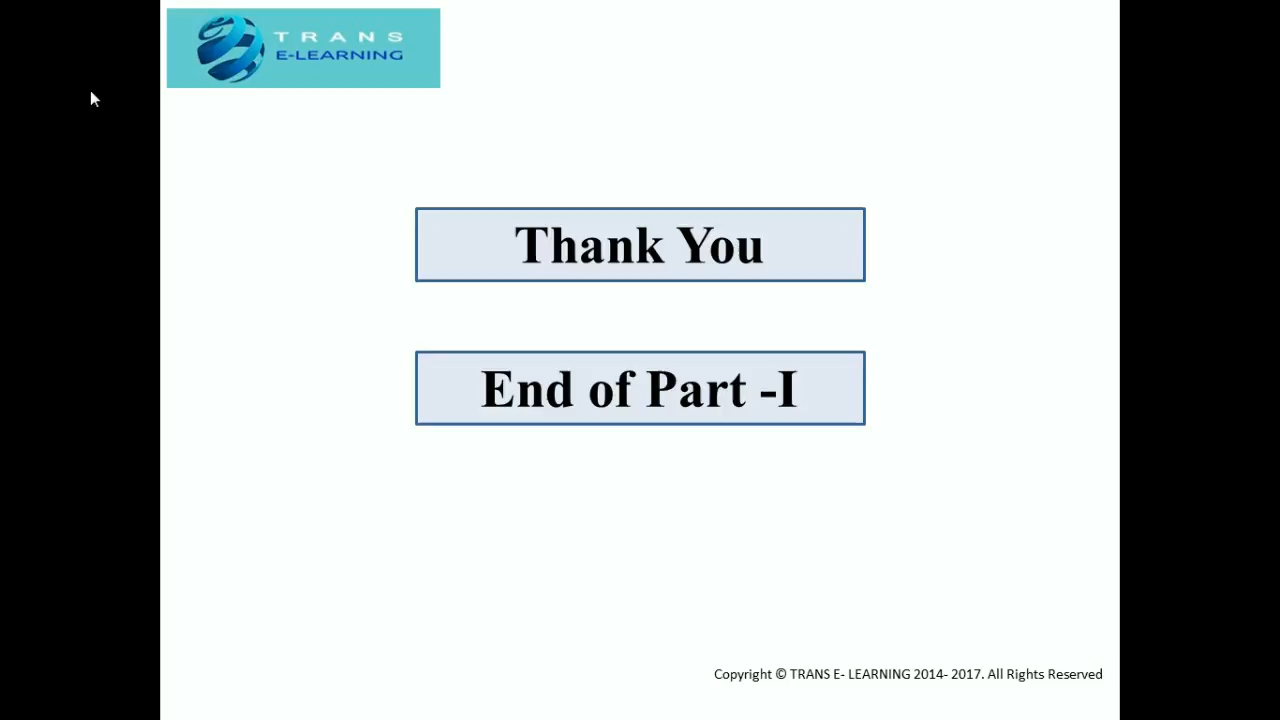 TRANS
E-LEARNING
Thank You
End of Part -I
Copyright © TRANS E- LEARNING 2014- 2017. All Rights Reserved